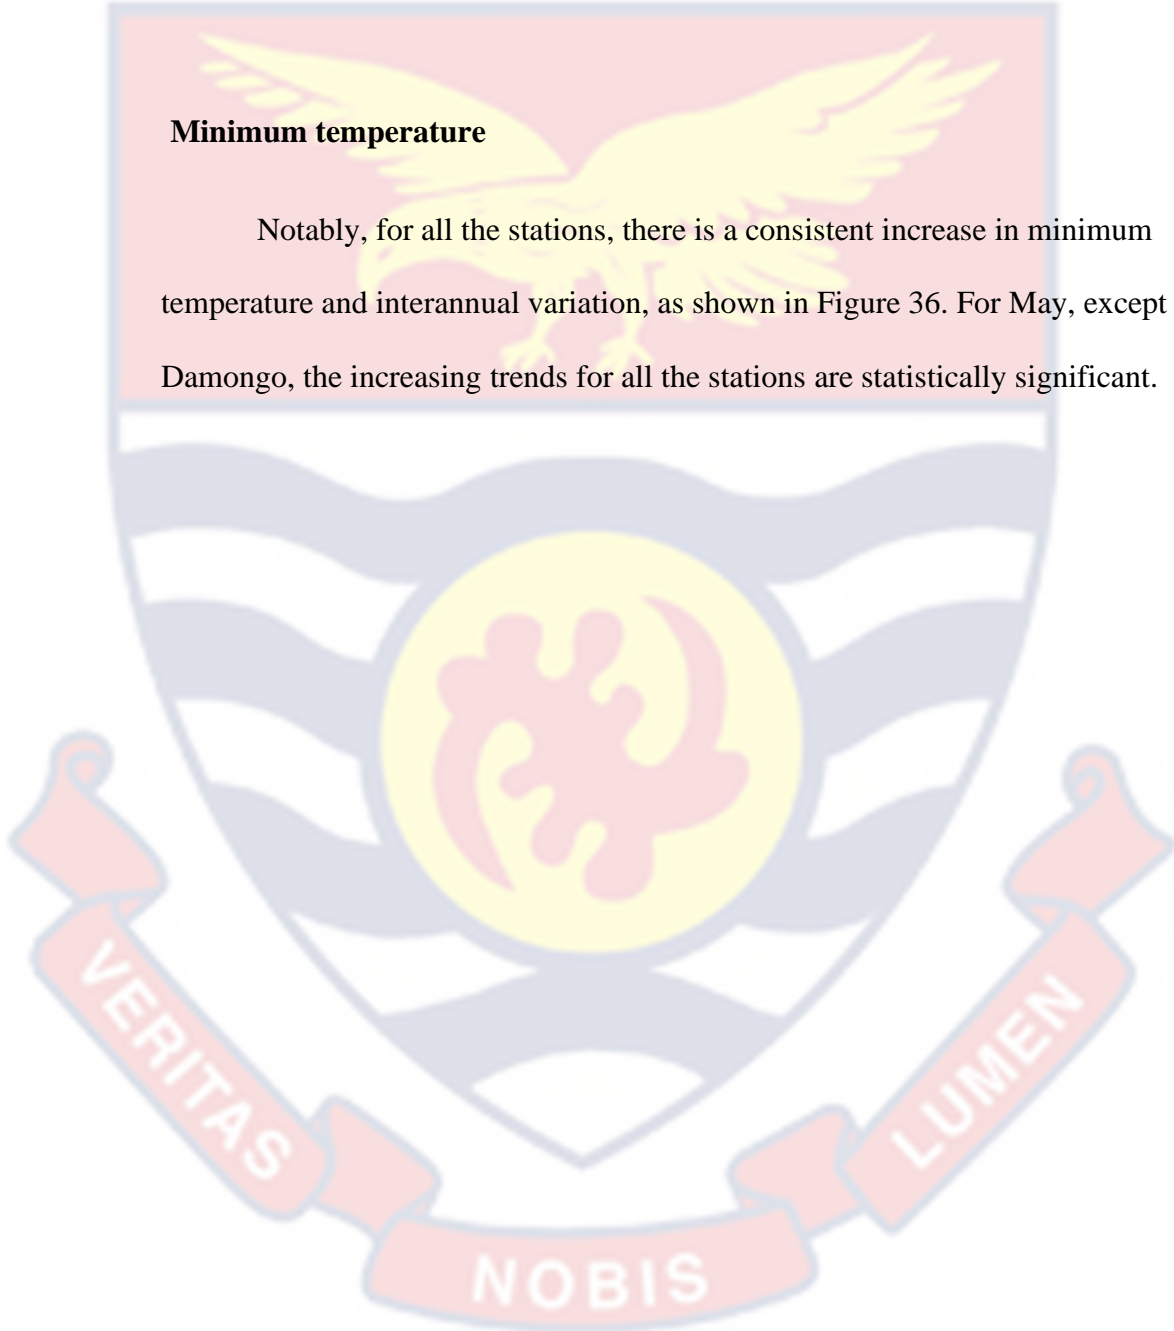 Minimum temperature
Notably, for all the stations, there is a consistent increase in minimum
temperature and interannual variation, as shown in Figure 36. For May, except
Damongo, the increasing trends for all the stations are statistically significant.
VERITAS
NOBIS
LUMEN